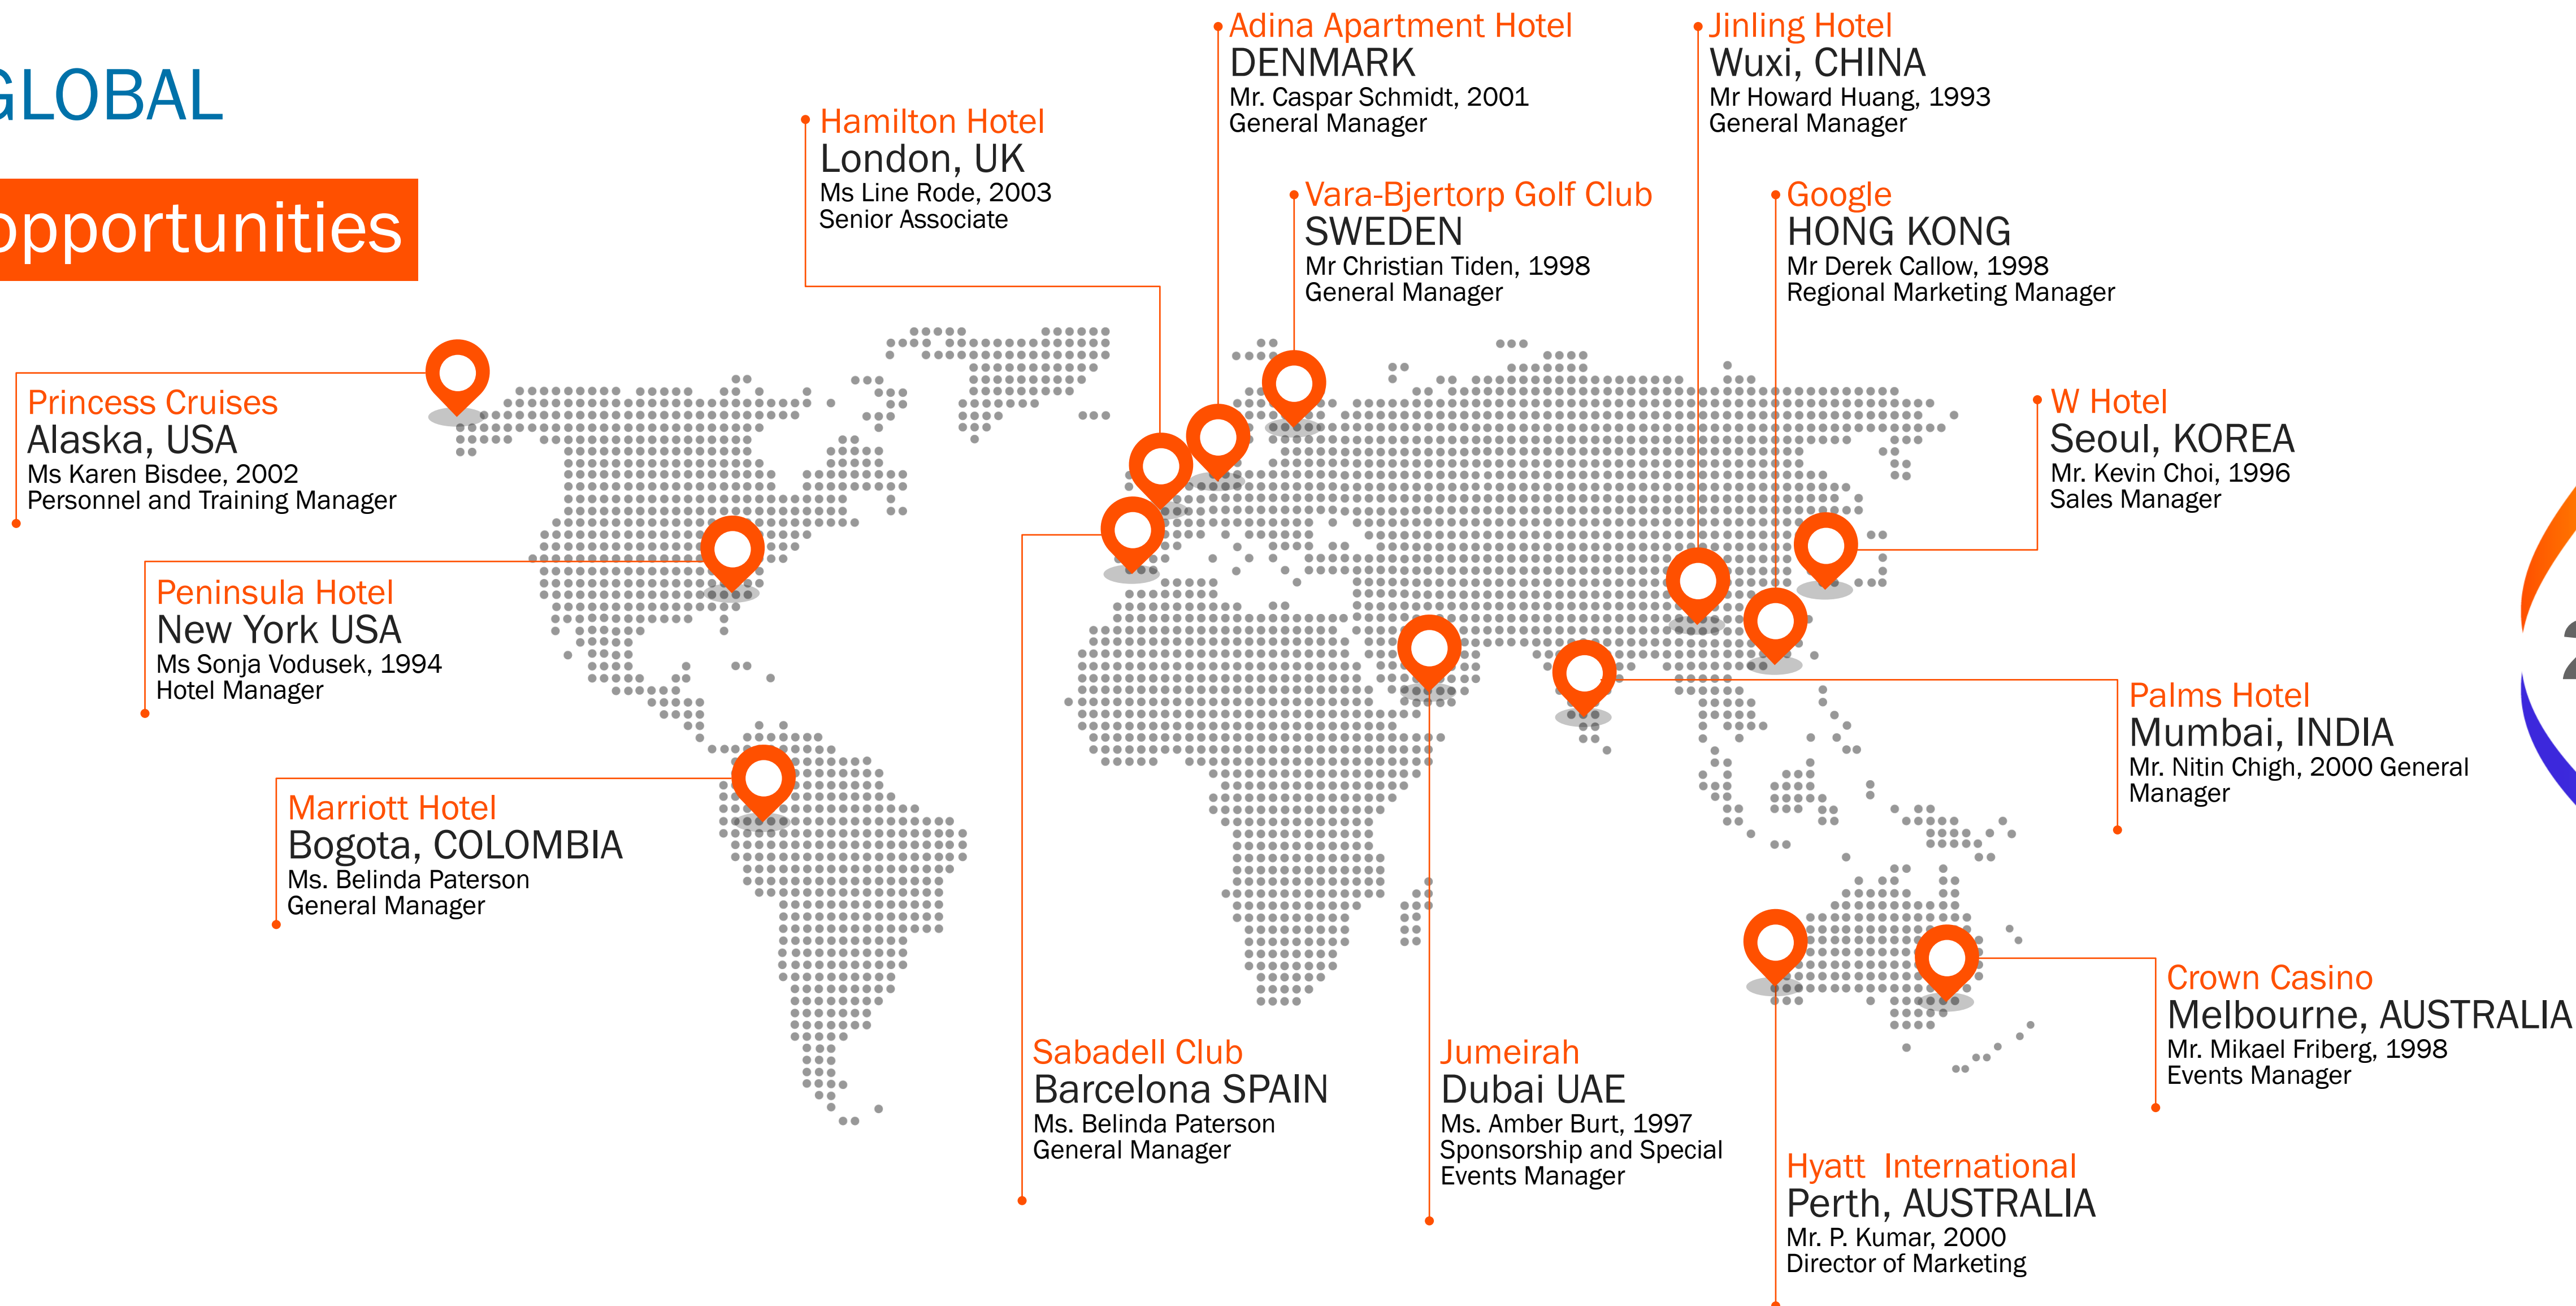 GLOBAL
opportunities
Adina Apartment Hotel
DENMARK
Mr. Caspar Schmidt, 2001
General Manager
Jinling Hotel
Wuxi, CHINA
Mr Howard Huang, 1993
General Manager
Hamilton Hotel
London, UK
Ms Line Rode, 2003
Senior Associate
Vara-Bjertorp Golf Club
SWEDEN
Mr Christian Tiden, 1998
General Manager
Google
HONG KONG
Mr Derek Callow, 1998
Regional Marketing Manager
Princess Cruises
Alaska, USA
Ms Karen Bisdee, 2002
Personnel and Training Manager
W Hotel
Seoul, KOREA
Mr. Kevin Choi, 1996
Sales Manager
Peninsula Hotel
New York USA
Ms Sonja Vodusek, 1994
Hotel Manager
Palms Hotel
Mumbai, INDIA
Mr. Nitin Chigh, 2000 General
Manager
Marriott Hotel
Bogota, COLOMBIA
Ms. Belinda Paterson
General Manager
Crown Casino
Melbourne, AUSTRALIA
Mr. Mikael Friberg, 1998
Events Manager
Sabadell Club
Barcelona SPAIN
Ms. Belinda Paterson
General Manager
Jumeirah
Dubai UAE
Ms. Amber Burt, 1997
Sponsorship and Special
Events Manager
Hyatt  International
Perth, AUSTRALIA
Mr. P. Kumar, 2000
Director of Marketing